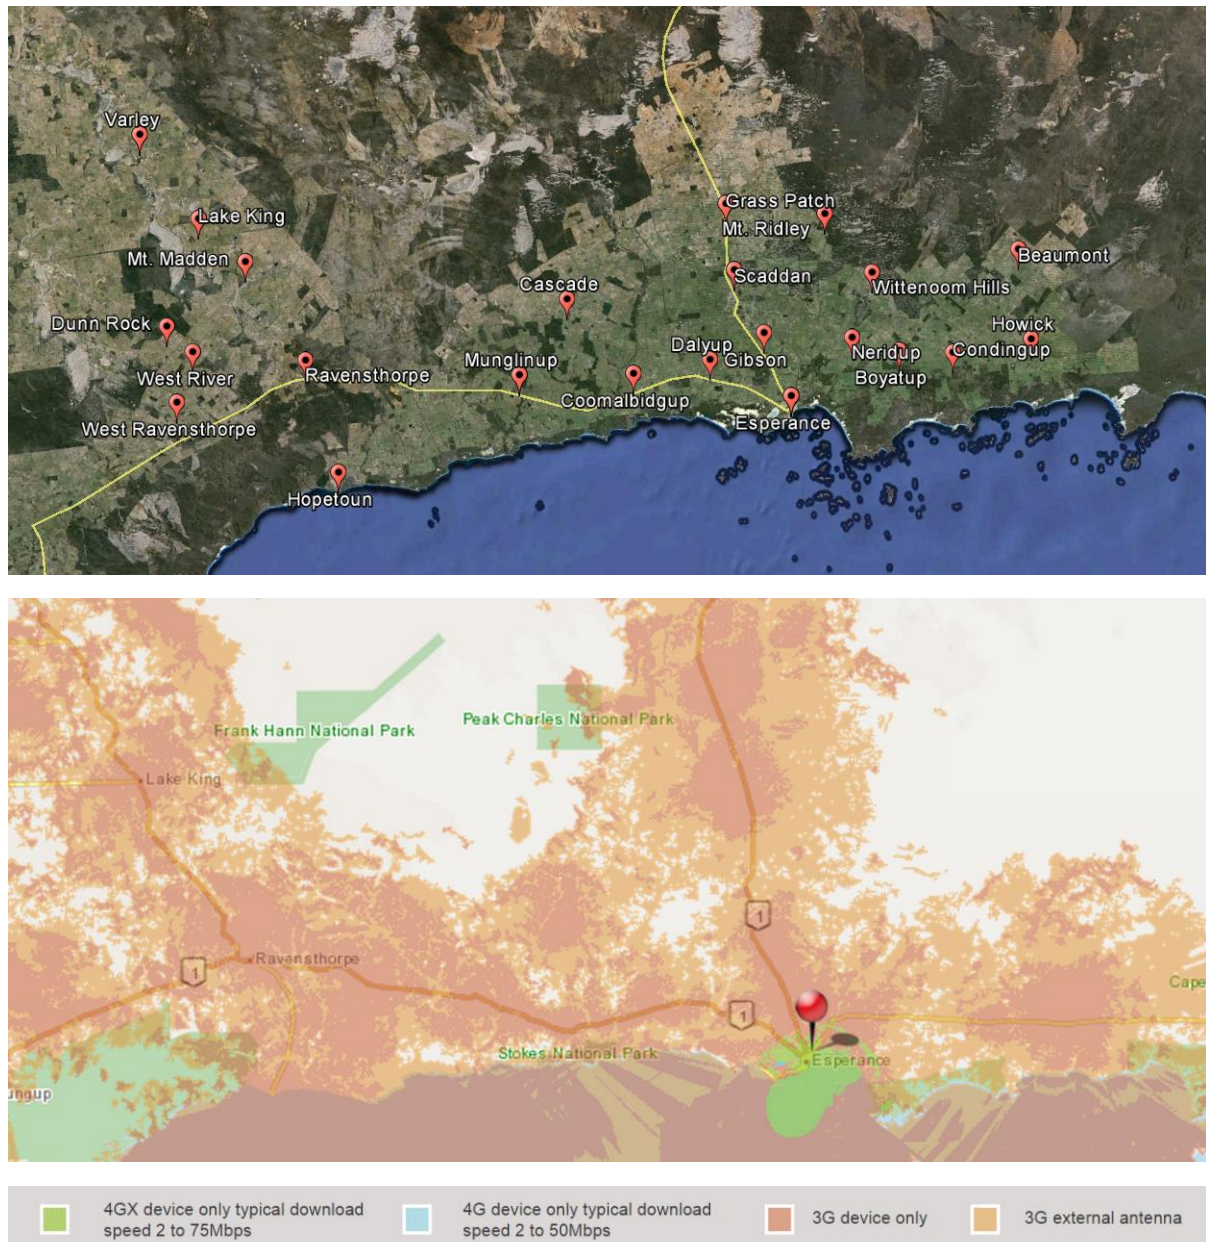 Varley
Lake King
Grass Patch
Mt. Ridley
Mt. Madden
Beaumont
Scaddan
Cascade
Wittenoom Hills
Dunn Rock
Howick
Dalyup
Munglinup
Gibson
Neridup
Condingup
West River
Ravensthorpe
Boyatup
Coomalbidgup
West Ravensthorpe
Esperance
Hopetoun
Peak Charles National Park
Frank Hann National Park
Lake King
1
Ravensthorpe
1
Cape
1
Stokes National Park
Esperance
ungup
4GX device only typical download
speed 2 to 75Mbps
4G device only typical download
speed 2 to 50Mbps
3G device only
3G external antenna